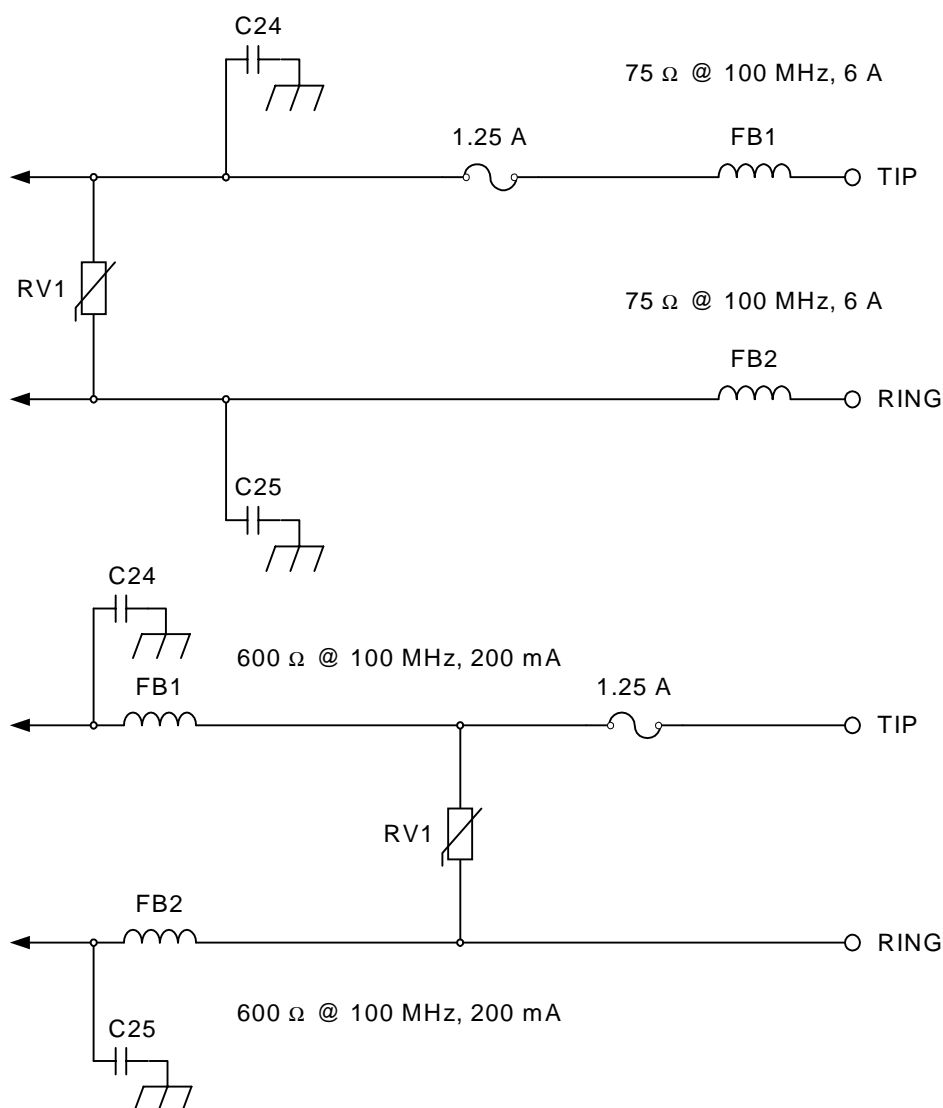 C24
75 Ω @ 100 MHz, 6 A
1.25 A
FB1
TIP
RV1
75 Ω @ 100 MHz, 6 A
FB2
RING
C25
C24
600 Ω @ 100 MHz, 200 mA
FB1
1.25 A
TIP
RV1
FB2
RING
600 Ω @ 100 MHz, 200 mA
C25